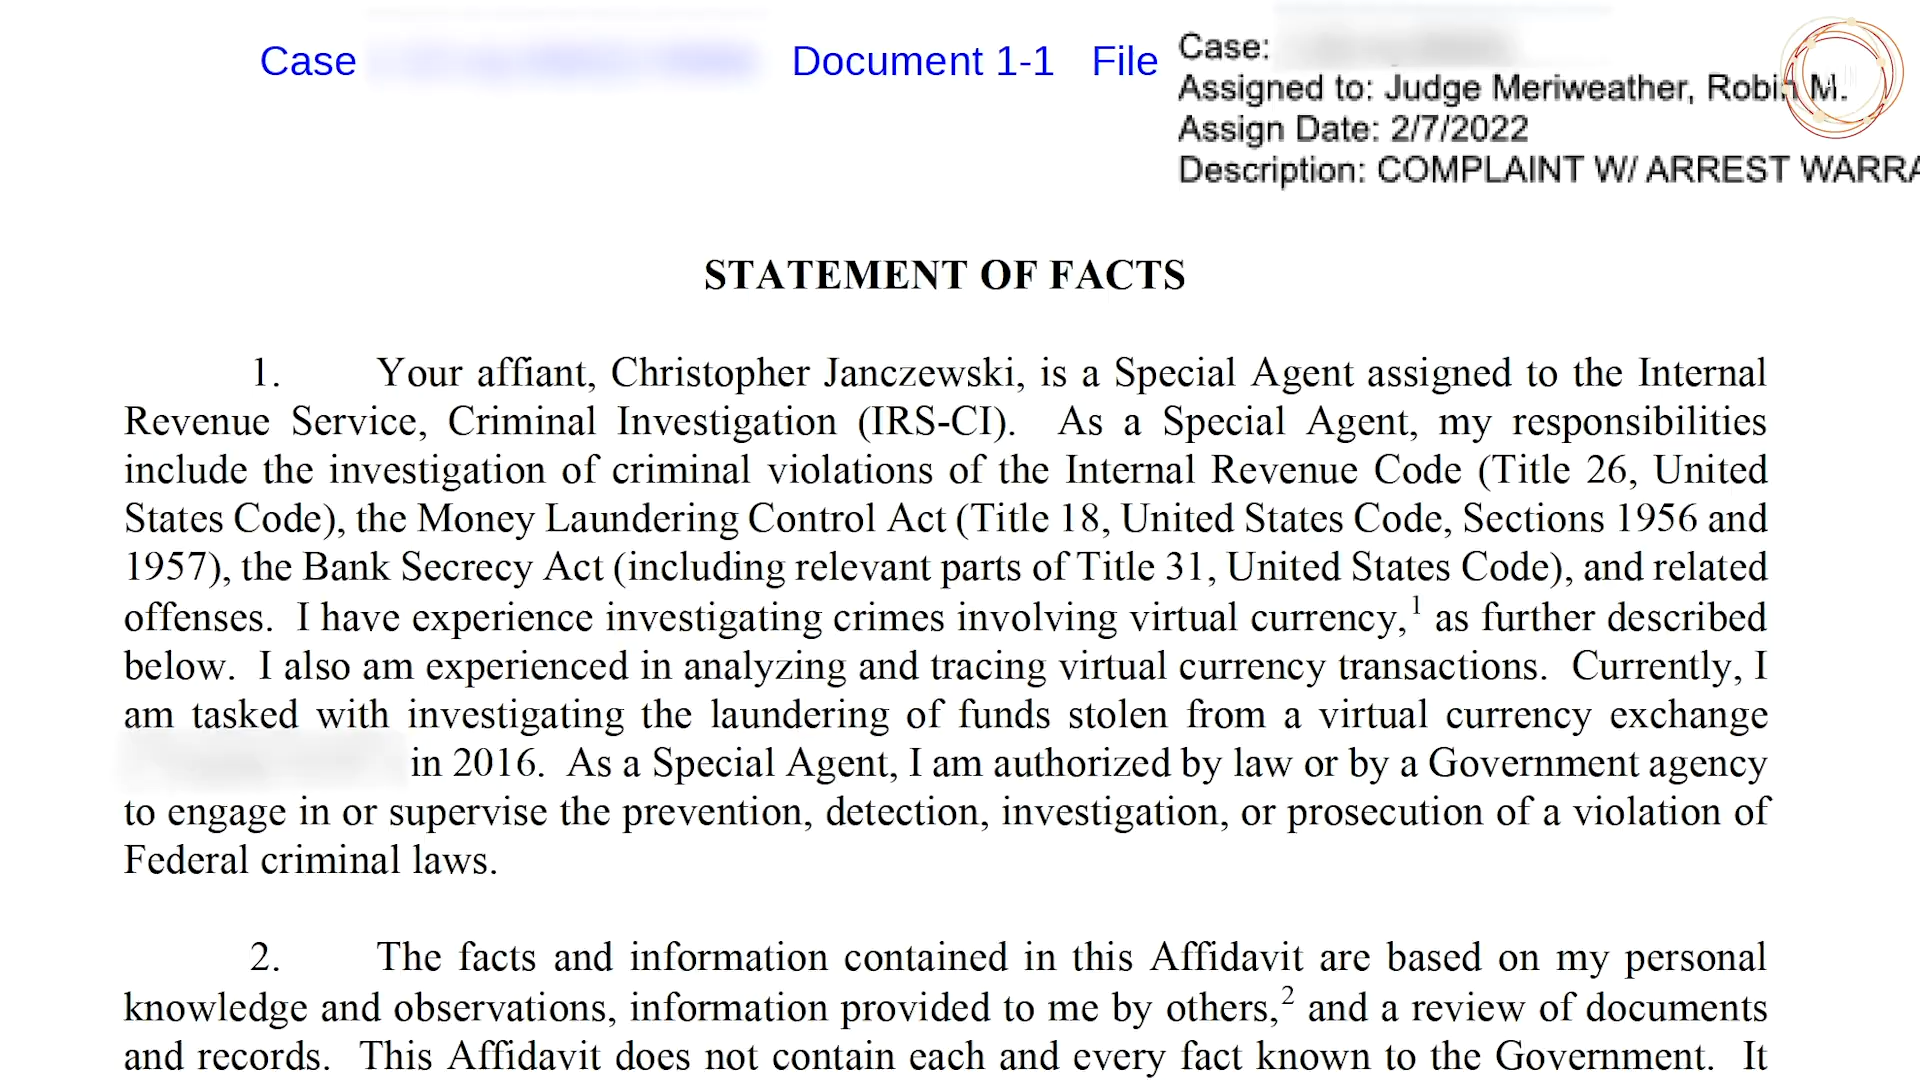 Case Document 1-1 File
Case:
Assigned to: Judge Meriweather, Robin M.
Assign Date: 2/7/2022
Description: COMPLAINT W/ ARREST WARRA
STATEMENT OF FACTS
1. Your affiant, Christopher Janczewski, is a Special Agent assigned to the Internal
Revenue Service, Criminal Investigation (IRS-CI). As a Special Agent, my responsibilities
include the investigation of criminal violations of the Internal Revenue Code (Title 26, United
States Code), the Money Laundering Control Act (Title 18, United States Code, Sections 1956 and
1957), the Bank Secrecy Act (including relevant parts of Title 31, United States Code), and related
offenses. I have experience investigating crimes involving virtual currency,1 as further described
below. I also am experienced in analyzing and tracing virtual currency transactions. Currently, I
am tasked with investigating the laundering of funds stolen from a virtual currency exchange
in 2016. As a Special Agent, I am authorized by law or by a Government agency
to engage in or supervise the prevention, detection, investigation, or prosecution of a violation of
Federal criminal laws.
2. The facts and information contained in this Affidavit are based on my personal
knowledge and observations, information provided to me by others,2 and a review of documents
and records. This Affidavit does not contain each and every fact known to the Government. It